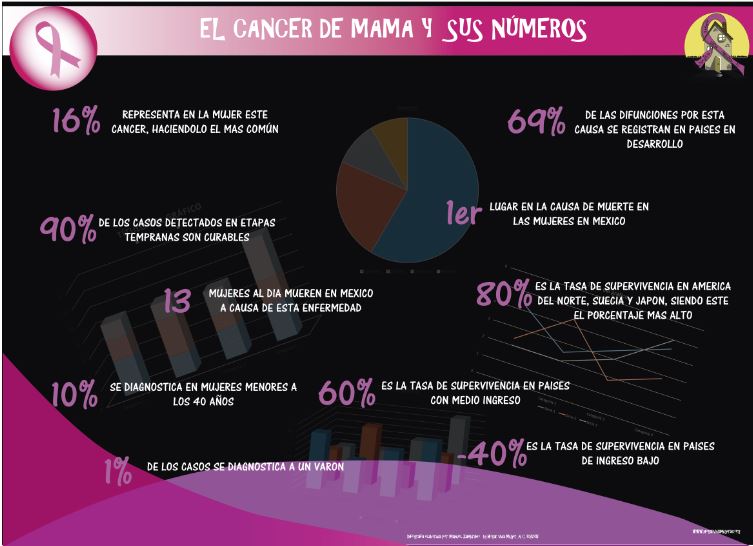 EL CANCER DE MAMA Y SUS NÚMEROS
16%
REPRESENTA EN LA MUJER ESTE
CANCER, HACIENDOLO EL MAS COMÚN
69%
DE LAS DIFUNCIONES POR ESTA
CAUSA SE REGISTRAN EN PAISES EN
DESARROLLO
1er
LUGAR EN LA CAUSA DE MUERTE EN
LAS MUJERES EN MEXICO
90%
DE LOS CASOS DETECTADOS EN ETAPAS
TEMPRANAS SON CURABLES
13
MUJERES AL DIA MUEREN EN MEXICO
A CAUSA DE ESTA ENFERMEDAD
80%
ES LA TASA DE SUPERVIVENCIA EN AMERICA
DEL NORTE, SUECIA Y JAPON, SIENDO ESTE
EL PORCENTAJE MAS ALTO
10%
SE DIAGNOSTICA EN MUJERES MENORES A
LOS 40 AÑOS
60%
ES LA TASA DE SUPERVIVENCIA EN PAISES
CON MEDIO INGRESO
-40%
ES LA TASA DE SUPERVIVENCIA EN PAISES
DE INGRESO BAJO
1%
DE LOS CASOS SE DIAGNOSTICA A UN VARON